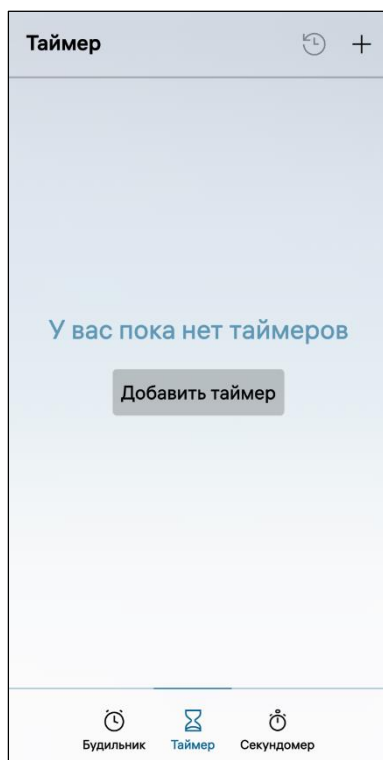 Таймер
У вас пока нет таймеров
Добавить таймер
Будильник Таймер Секундомер